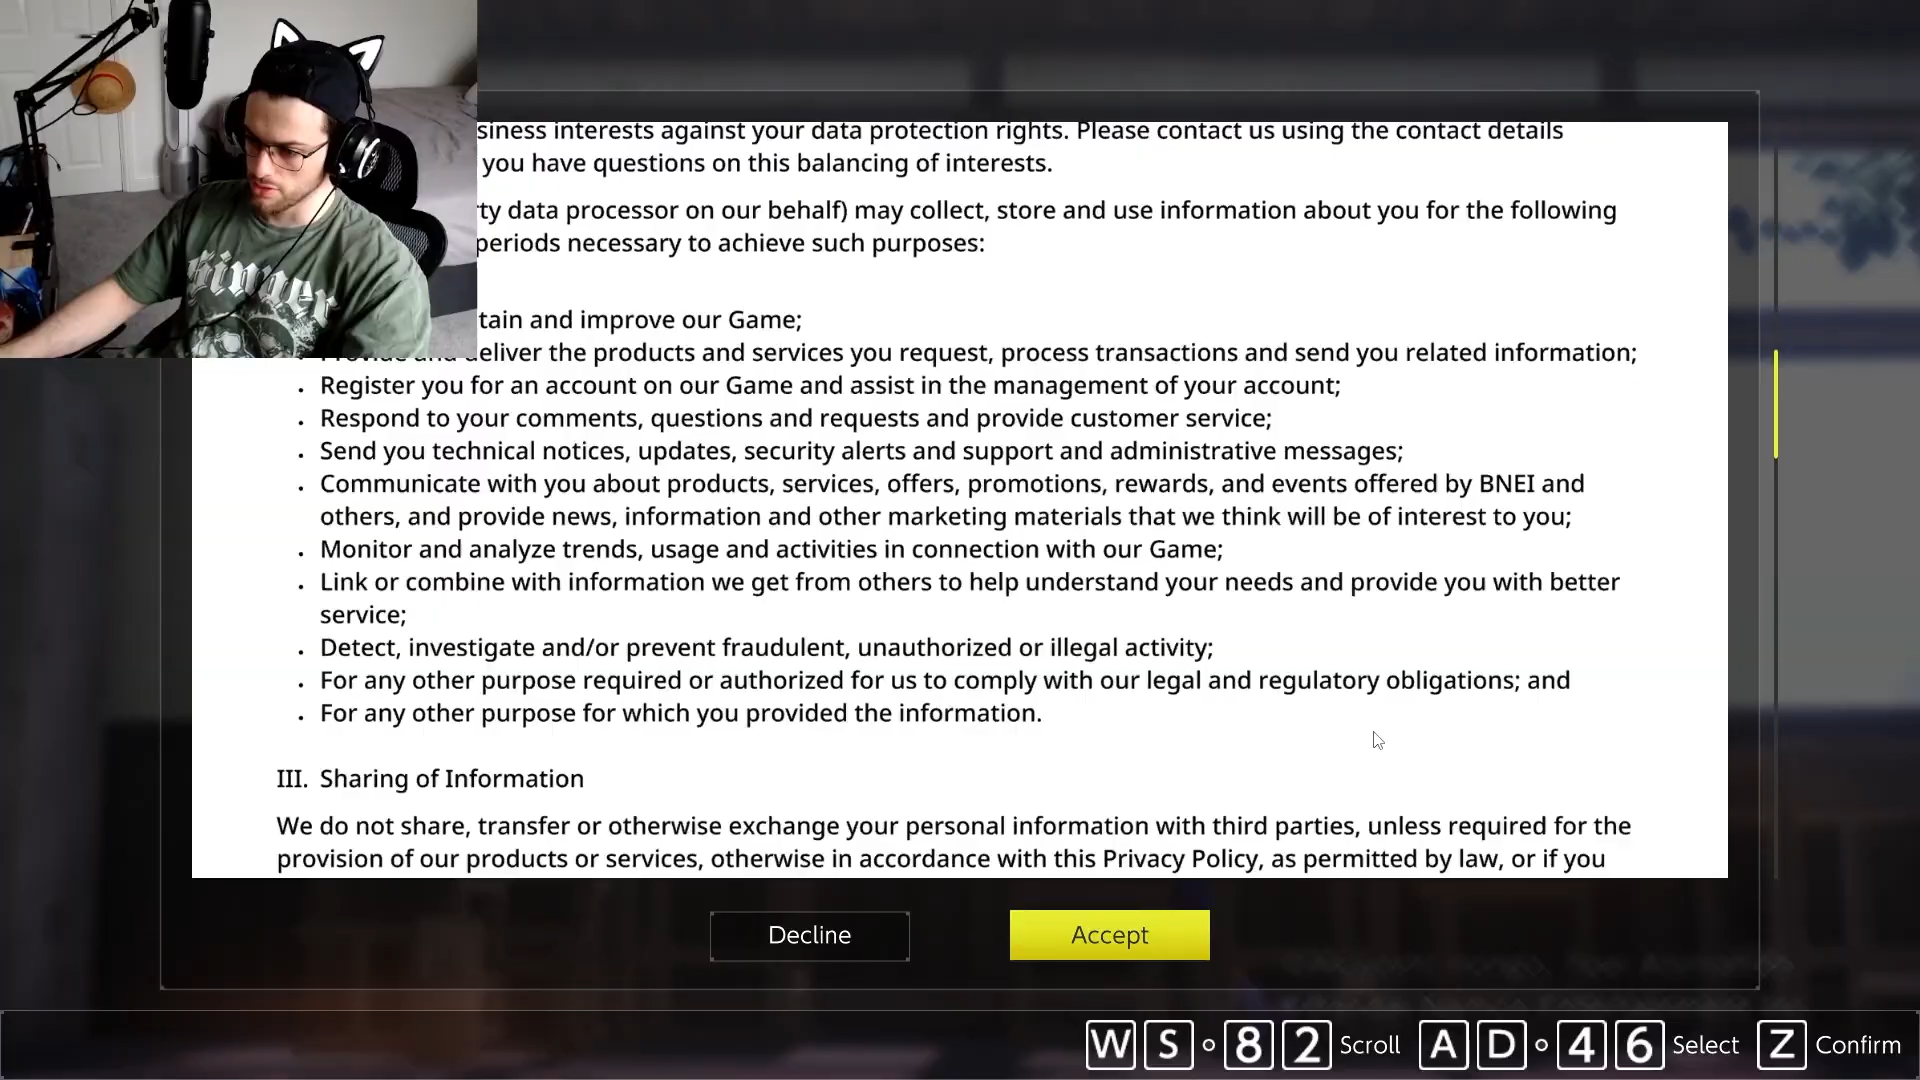 siness interests against your data protection rights. Please contact us using the contact details
you have questions on this balancing of interests.
ty data processor on our behalf) may collect, store and use information about you for the following
periods necessary to achieve such purposes:
tain and improve our Game;
Provide and deliver the products and services you request, process transactions and send you related information;
• Register you for an account on our Game and assist in the management of your account;
• Respond to your comments, questions and requests and provide customer service;
• Send you technical notices, updates, security alerts and support and administrative messages;
• Communicate with you about products, services, offers, promotions, rewards, and events offered by BNEI and
others, and provide news, information and other marketing materials that we think will be of interest to you;
• Monitor and analyze trends, usage and activities in connection with our Game;
• Link or combine with information we get from others to help understand your needs and provide you with better
service;
• Detect, investigate and/or prevent fraudulent, unauthorized or illegal activity;
• For any other purpose required or authorized for us to comply with our legal and regulatory obligations; and
• For any other purpose for which you provided the information.
III. Sharing of Information
We do not share, transfer or otherwise exchange your personal information with third parties, unless required for the
provision of our products or services, otherwise in accordance with this Privacy Policy, as permitted by law, or if you
Decline Accept
W S 8 2 Scroll A D 4 6 Select Z Confirm